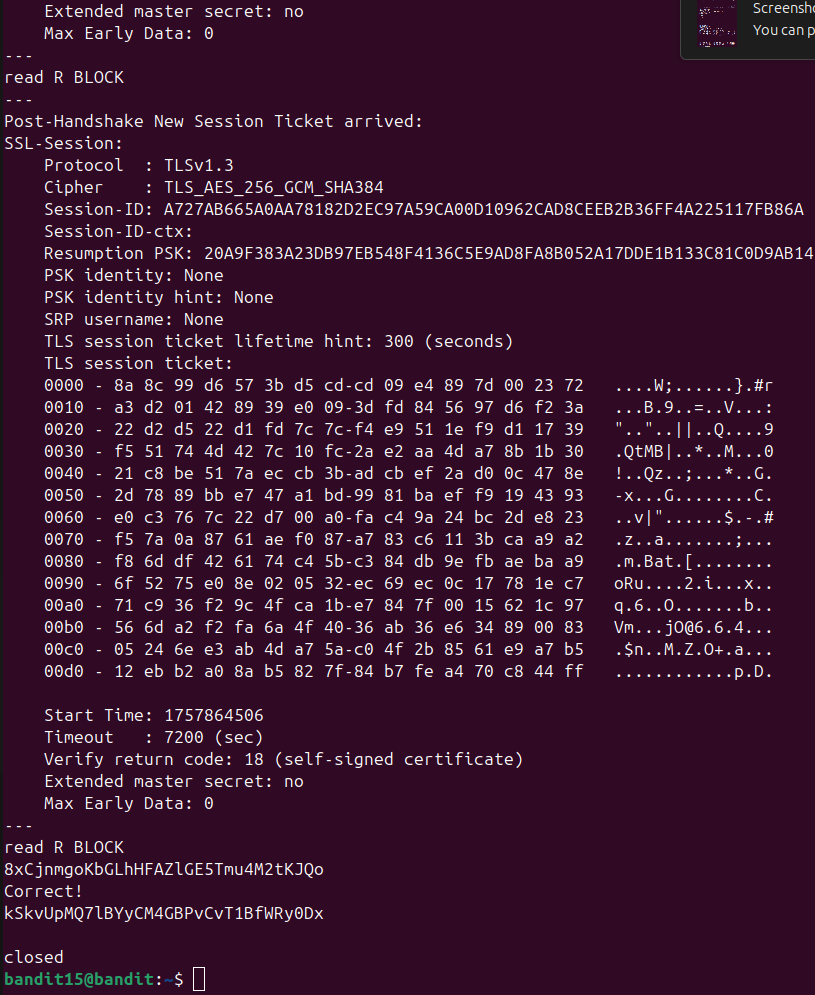 Extended master secret: no
    Max Early Data: 0
---
read R BLOCK
---
Post-Handshake New Session Ticket arrived:
SSL-Session:
    Protocol  : TLSv1.3
    Cipher    : TLS_AES_256_GCM_SHA384
    Session-ID: A727AB665A0AA78182D2EC97A59CA00D10962CAD8CEEB2B36FF4A225117FB86A
    Session-ID-ctx:
    Resumption PSK: 20A9F383A23DB97EB548F4136C5E9AD8FA8B052A17DDE1B133C81C0D9AB14
    PSK identity: None
    PSK identity hint: None
    SRP username: None
    TLS session ticket lifetime hint: 300 (seconds)
    TLS session ticket:
    0000 - 8a 8c 99 d6 57 3b d5 cd-cd 09 e4 89 7d 00 23 72   ....W;......}.#r
    0010 - a3 d2 01 42 89 39 e0 09-3d fd 84 56 97 d6 f2 3a   ...B.9..=..V...:
    0020 - 22 d2 d5 22 d1 fd 7c 7c-f4 e9 51 1e f9 d1 17 39   ".."..||..Q....9
    0030 - f5 51 74 4d 42 7c 10 fc-2a e2 aa 4d a7 8b 1b 30   .QtMB|..*..M...0
    0040 - 21 c8 be 51 7a ec cb 3b-ad cb ef 2a d0 0c 47 8e   !..Qz..;...*..G.
    0050 - 2d 78 89 bb e7 47 a1 bd-99 81 ba ef f9 19 43 93   -x...G........C.
    0060 - e0 c3 76 7c 22 d7 00 a0-fa c4 9a 24 bc 2d e8 23   ..v|"......$.-.#
    0070 - f5 7a 0a 87 61 ae f0 87-a7 83 c6 11 3b ca a9 a2   .z..a.......;...
    0080 - f8 6d df 42 61 74 c4 5b-c3 84 db 9e fb ae ba a9   .m.Bat.[........
    0090 - 6f 52 75 e0 8e 02 05 32-ec 69 ec 0c 17 78 1e c7   oRu....2.i...x..
    00a0 - 71 c9 36 f2 9c 4f ca 1b-e7 84 7f 00 15 62 1c 97   q.6..O.......b..
    00b0 - 56 6d a2 f2 fa 6a 4f 40-36 ab 36 e6 34 89 00 83   Vm...jO@6.6.4...
    00c0 - 05 24 6e e3 ab 4d a7 5a-c0 4f 2b 85 61 e9 a7 b5   .$n..M.Z.O+.a...
    00d0 - 12 eb b2 a0 8a b5 82 7f-84 b7 fe a4 70 c8 44 ff   ............p.D.

    Start Time: 1757864506
    Timeout   : 7200 (sec)
    Verify return code: 18 (self-signed certificate)
    Extended master secret: no
    Max Early Data: 0
---
read R BLOCK
8xCjnmgoKbGLhHFAZlGE5Tmu4M2tKJQo
Correct!
kSkvUpMQ7lBYyCM4GBPvCvT1BfWRy0Dx

closed
bandit15@bandit:~$
Screensho
You can p